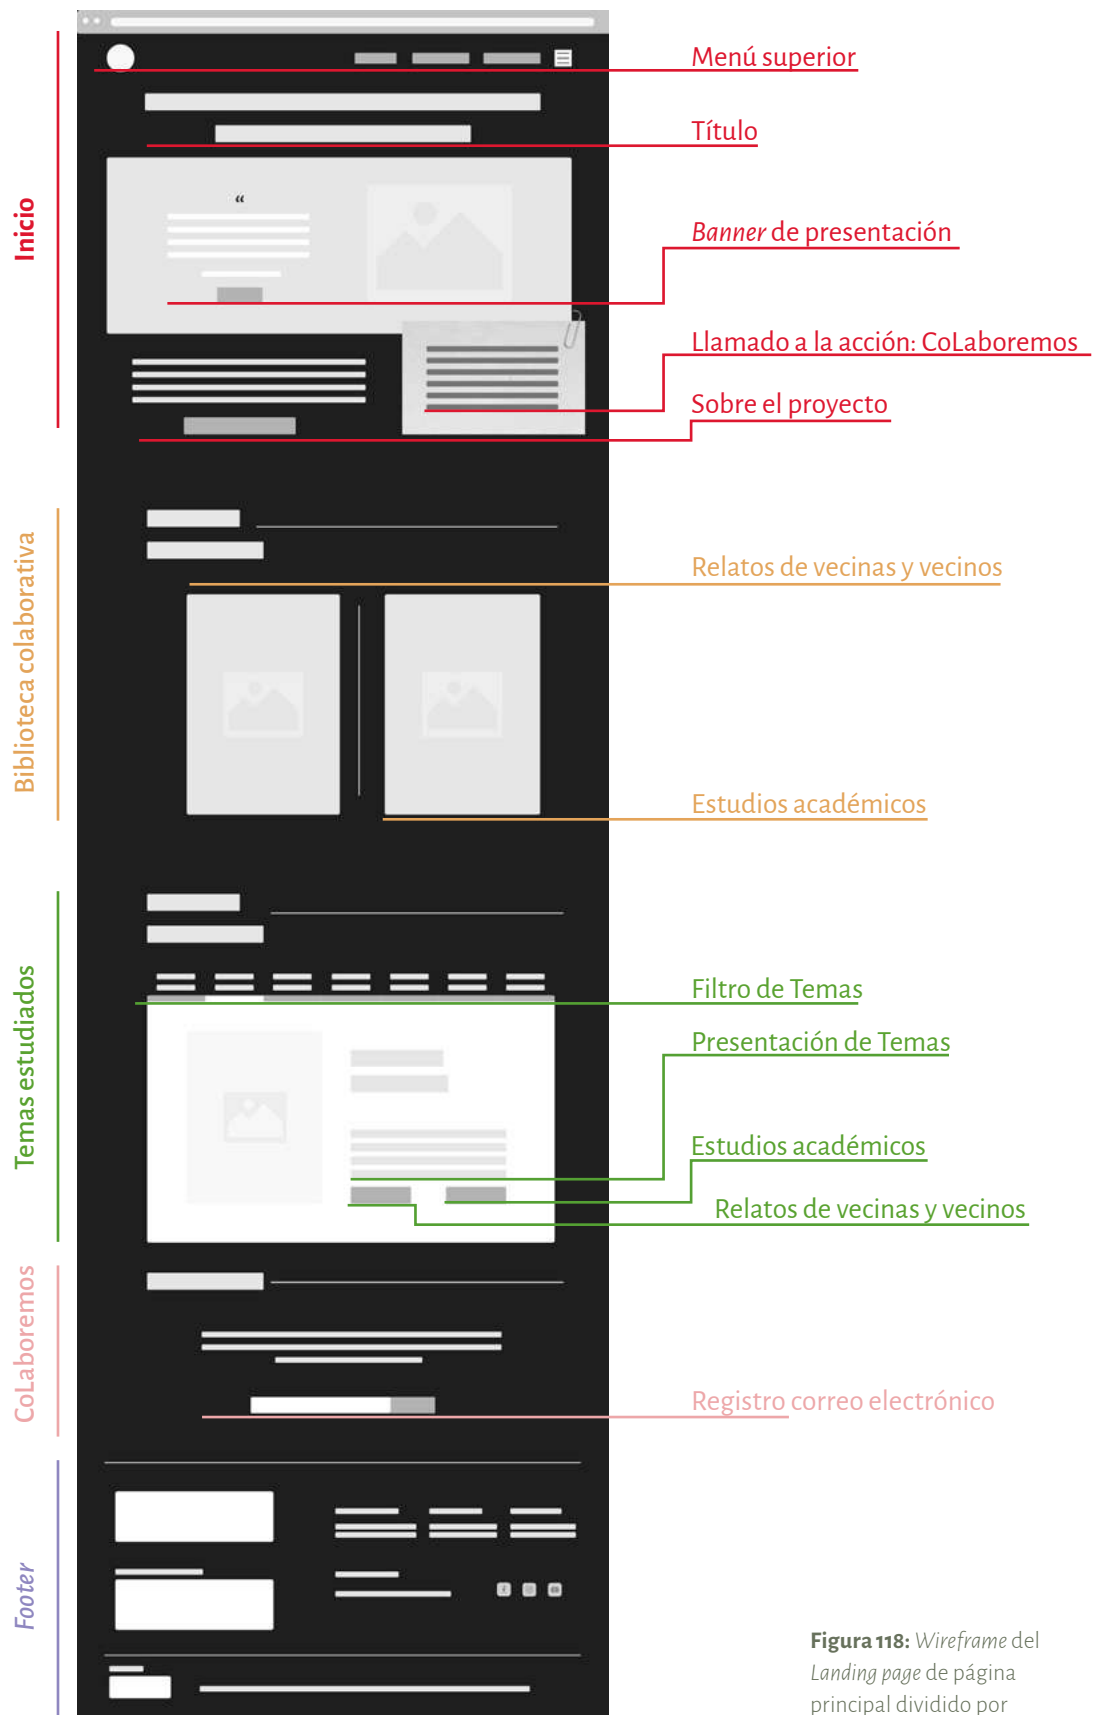 Inicio
Menú superior
Título
“
Banner de presentación
Llamado a la acción: CoLaboremos
Sobre el proyecto
Biblioteca colaborativa
Relatos de vecinas y vecinos
Estudios académicos
Temas estudiados
Filtro de Temas
Presentación de Temas
Estudios académicos
Relatos de vecinas y vecinos
CoLaboremos
Registro correo electrónico
Footer
Figura 118: Wireframe del
Landing page de página
principal dividido por